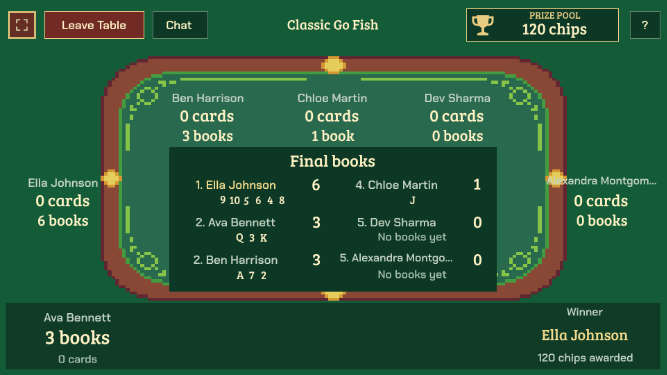 Leave Table
Chat
Classic Go Fish
PRIZE POOL
120 chips
?
Ben Harrison
0 cards
3 books
Chloe Martin
0 cards
1 book
Dev Sharma
0 cards
0 books
Ella Johnson
0 cards
6 books
Alexandra Montgom...
0 cards
0 books
Final books
1. Ella Johnson 6
9 10 5 6 4 8
2. Ava Bennett 3
Q 3 K
2. Ben Harrison 3
A 7 2
4. Chloe Martin 1
J
5. Dev Sharma 0
No books yet
5. Alexandra Montgo... 0
No books yet
Ava Bennett
3 books
0 cards
Winner
Ella Johnson
120 chips awarded